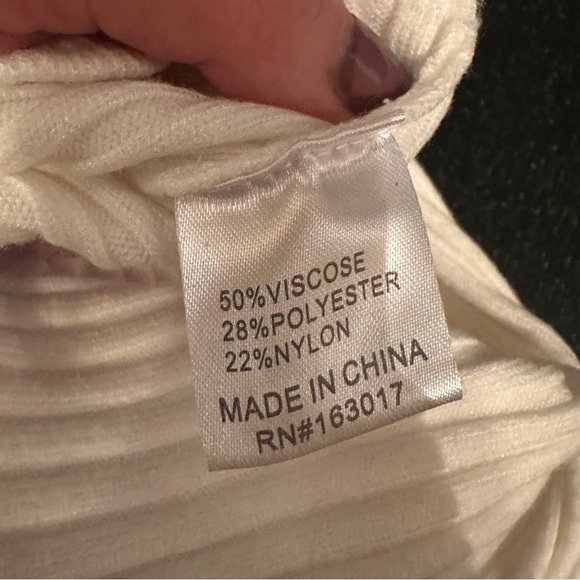 50%VISCOSE
28%POLYESTER
22%NYLON
MADE IN CHINA
RN#163017